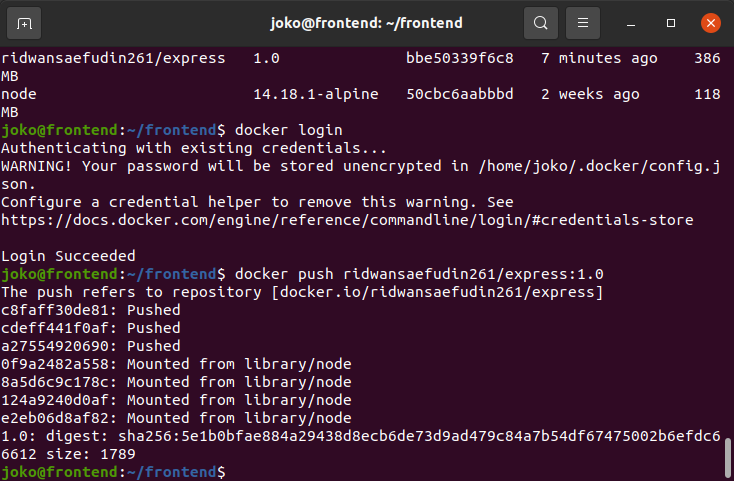 joko@frontend: ~/frontend
ridwansaefudin261/express   1.0                bbe50339f6c8   7 minutes ago    386
MB
node                        14.18.1-alpine   50cbc6aabbbd   2 weeks ago      118
MB
joko@frontend:~/frontend$ docker login
Authenticating with existing credentials...
WARNING! Your password will be stored unencrypted in /home/joko/.docker/config.j
son.
Configure a credential helper to remove this warning. See
https://docs.docker.com/engine/reference/commandline/login/#credentials-store
Login Succeeded
joko@frontend:~/frontend$ docker push ridwansaefudin261/express:1.0
The push refers to repository [docker.io/ridwansaefudin261/express]
c8faff30de81: Pushed
cdeff441f0af: Pushed
a27554920690: Pushed
0f9a2482a558: Mounted from library/node
8a5d6c9c178c: Mounted from library/node
124a9240d0af: Mounted from library/node
e2eb06d8af82: Mounted from library/node
1.0: digest: sha256:5e1b0bfae884a29438d8ecb6de73d9ad479c84a7b54df67475002b6efdc6
6612 size: 1789
joko@frontend:~/frontend$